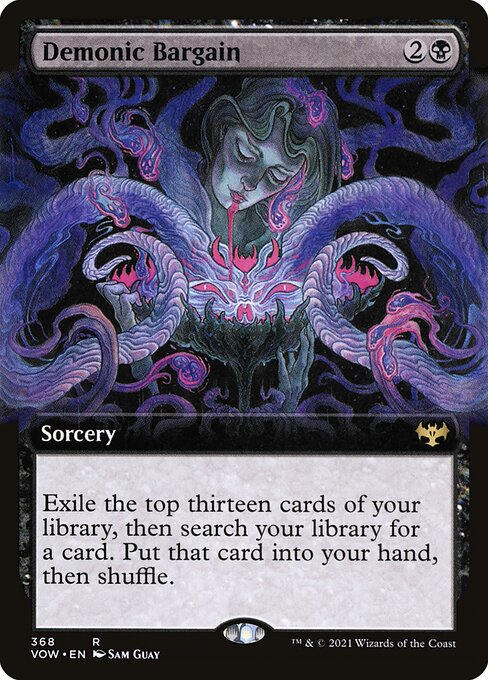 Demonic Bargain 2
Sorcery
Exile the top thirteen cards of your
library, then search your library for
a card. Put that card into your hand,
then shuffle.
368 R
VOW • EN Sam Guay
™ & © 2021 Wizards of the Coast